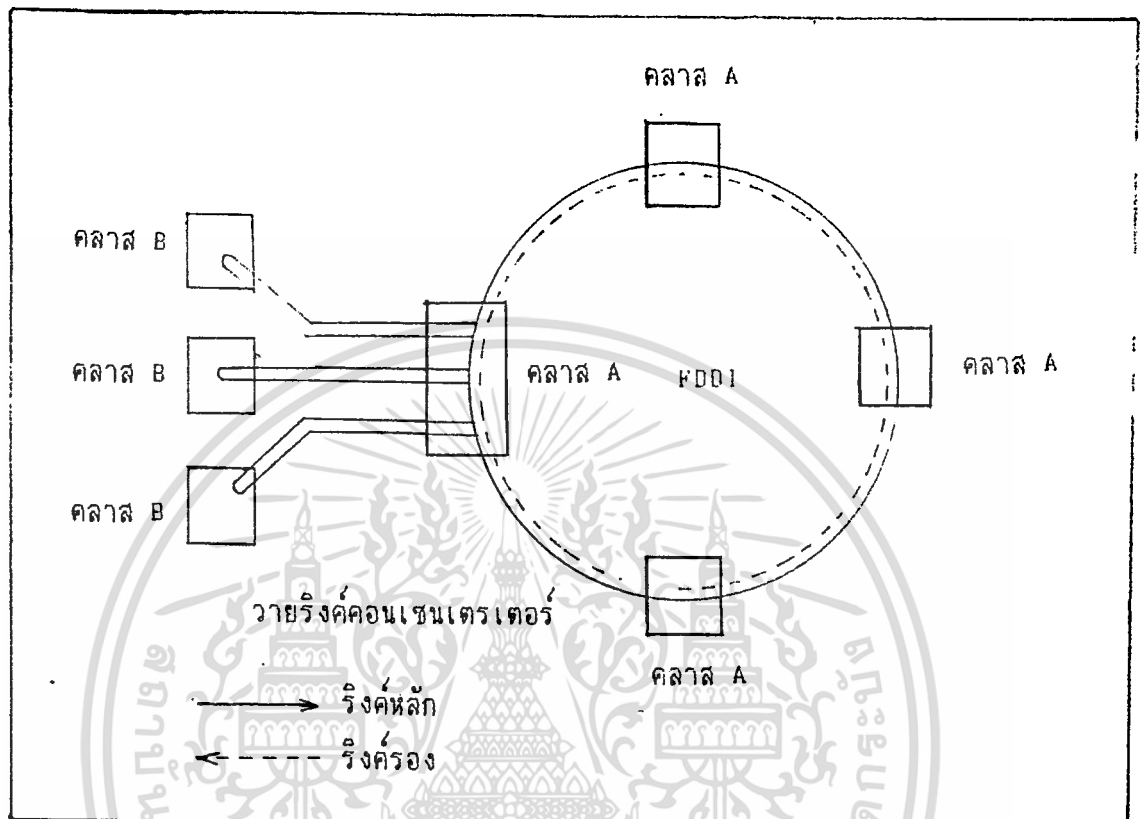 คลาส A
คลาส B
คลาส B
คลาส A
FDDI
คลาส A
คลาส B
วายริงค์คอนเซนเตรเตอร์
คลาส A
ริงค์หลัก
ริงค์รอง